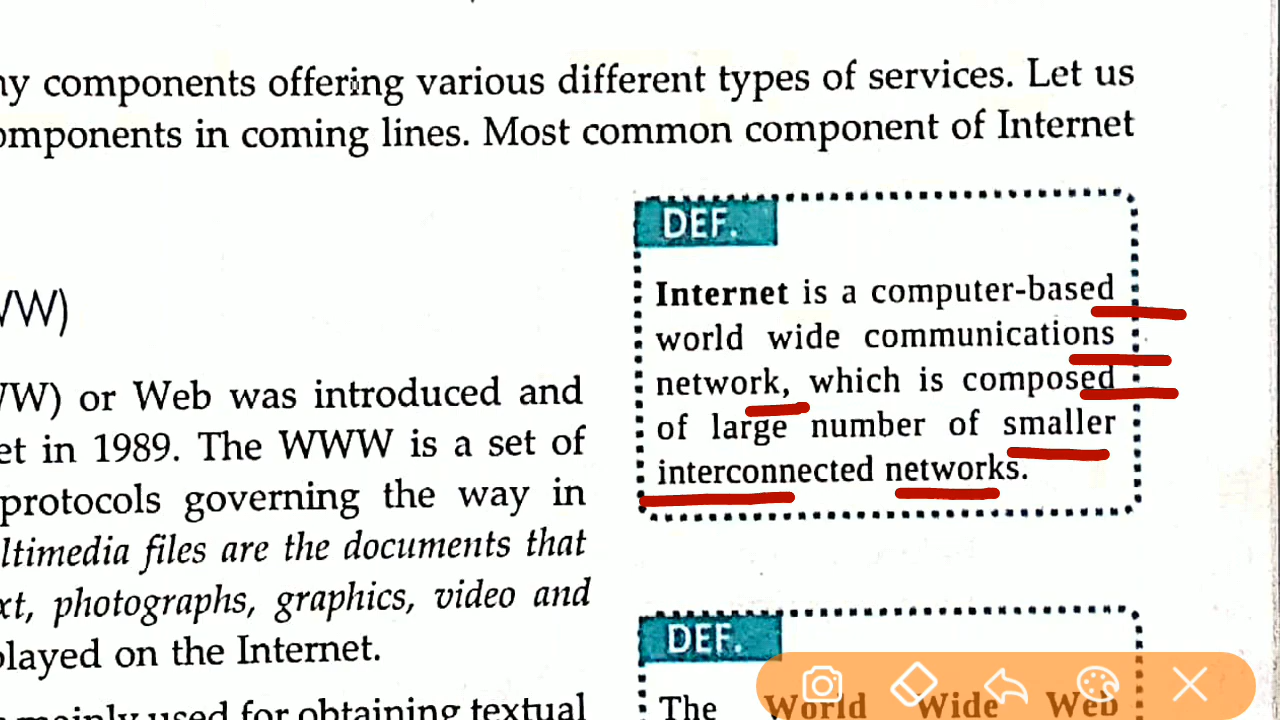 ny components offering various different types of services. Let us
omponents in coming lines. Most common component of Internet
WW)
WW) or Web was introduced and
et in 1989. The WWW is a set of
protocols governing the way in
ltimedia files are the documents that
xt, photographs, graphics, video and
played on the Internet.
mainly used for obtaining textual
DEF.
Internet is a computer-based
world wide communications
network, which is composed
of large number of smaller
interconnected networks.
DEF.
The World Wide Web